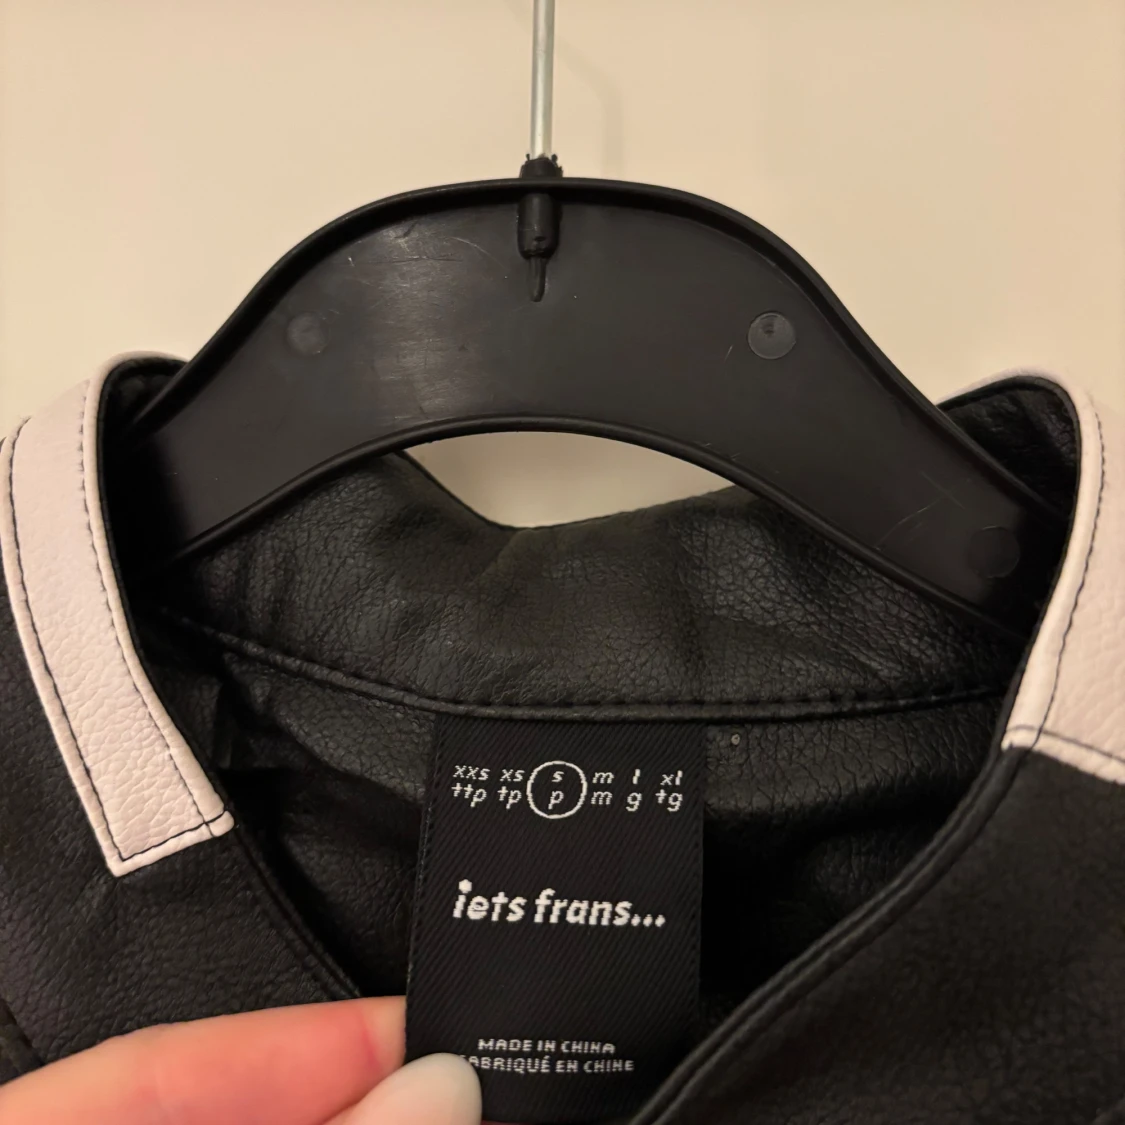 xxs xs s m l xl
ttp tp p m g tg
iets frans...
MADE IN CHINA
FABRIQUÉ EN CHINE